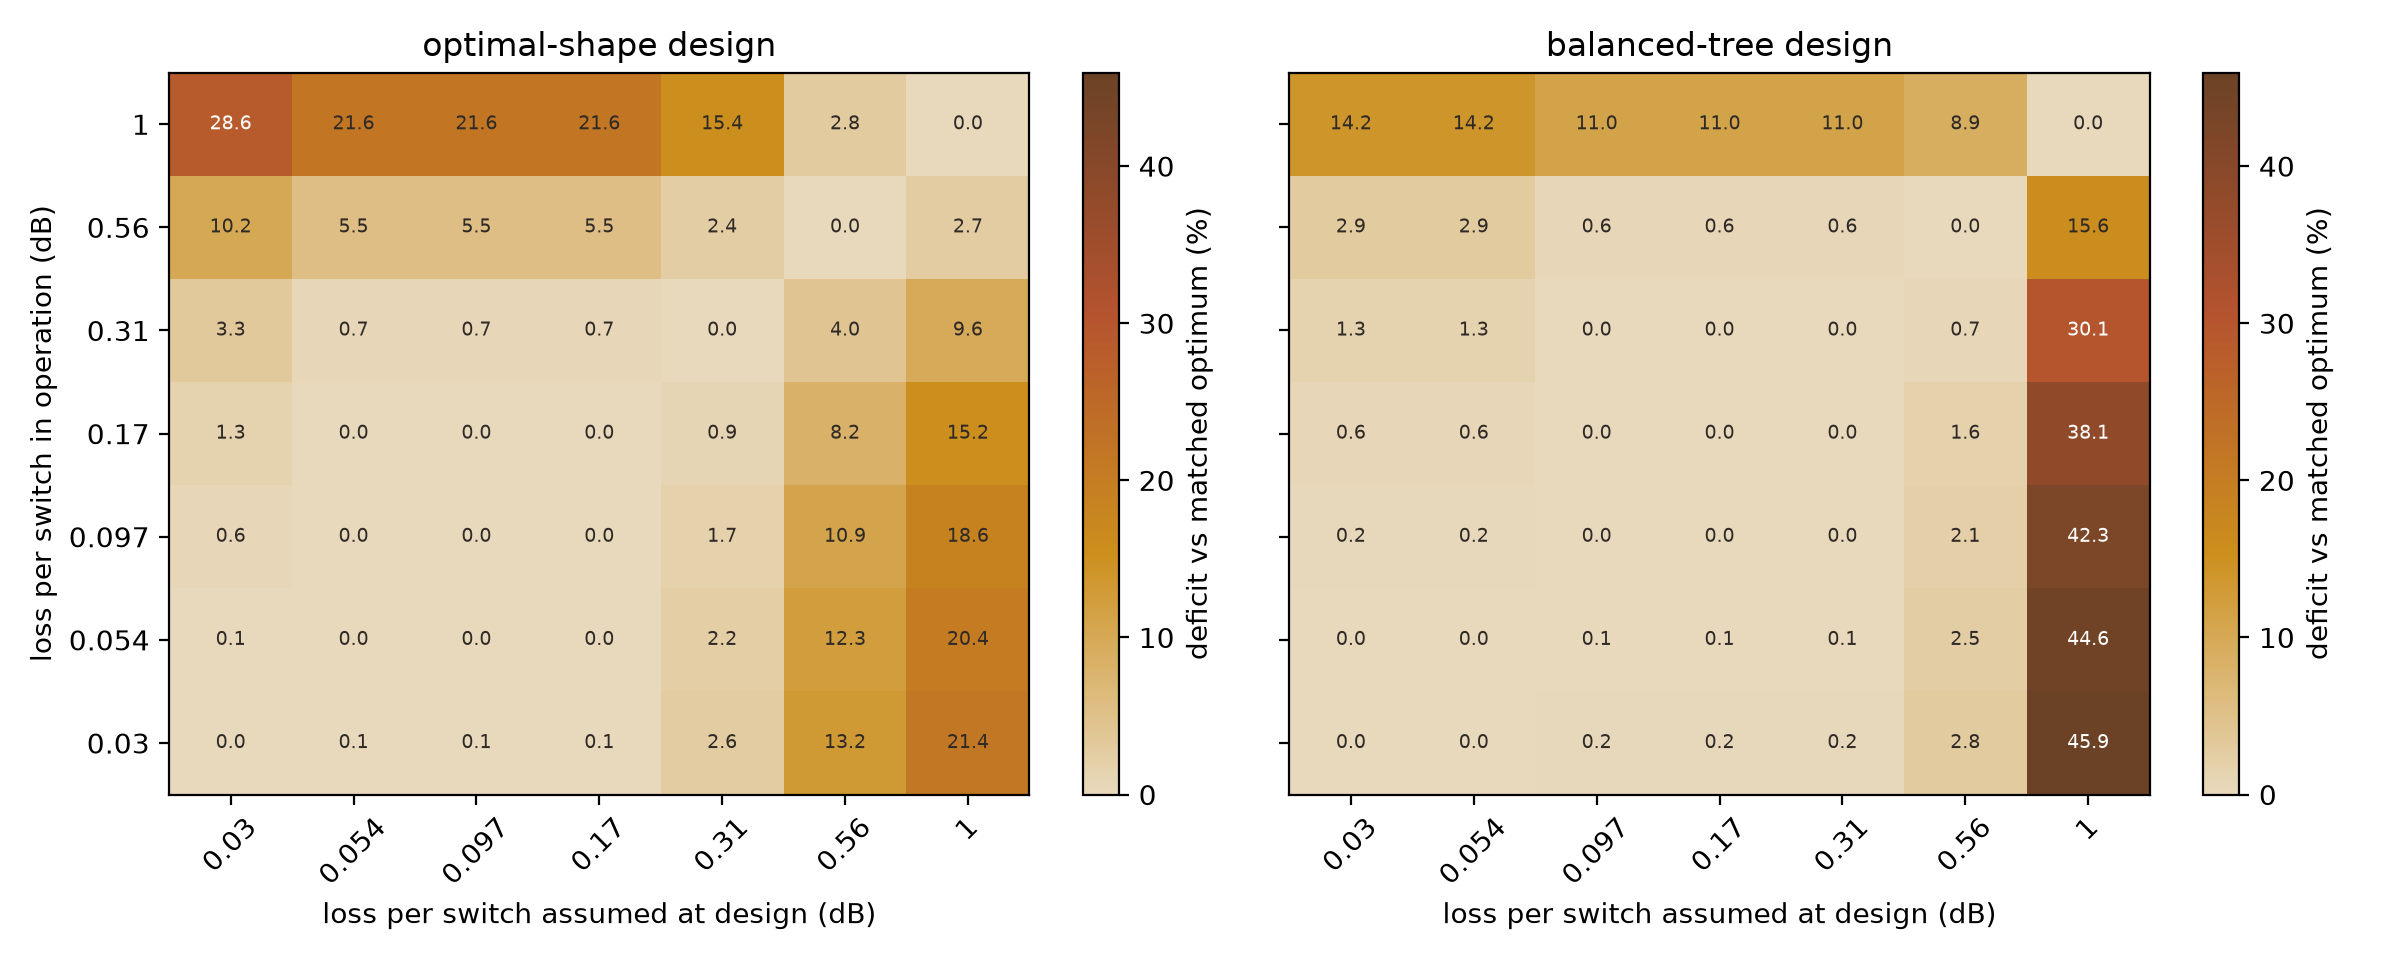 optimal-shape design
loss per switch in operation (dB)
1 28.6 21.6 21.6 21.6 15.4 2.8 0.0
0.56 10.2 5.5 5.5 5.5 2.4 0.0 2.7
0.31 3.3 0.7 0.7 0.7 0.0 4.0 9.6
0.17 1.3 0.0 0.0 0.0 0.9 8.2 15.2
0.097 0.6 0.0 0.0 0.0 1.7 10.9 18.6
0.054 0.1 0.0 0.0 0.0 2.2 12.3 20.4
0.03 0.0 0.1 0.1 0.1 2.6 13.2 21.4
0.03 0.054 0.097 0.17 0.31 0.56 1
loss per switch assumed at design (dB)
40
30
20
10
0
deficit vs matched optimum (%)
balanced-tree design
14.2 14.2 11.0 11.0 11.0 8.9 0.0
2.9 2.9 0.6 0.6 0.6 0.0 15.6
1.3 1.3 0.0 0.0 0.0 0.7 30.1
0.6 0.6 0.0 0.0 0.0 1.6 38.1
0.2 0.2 0.0 0.0 0.0 2.1 42.3
0.0 0.0 0.1 0.1 0.1 2.5 44.6
0.0 0.0 0.2 0.2 0.2 2.8 45.9
0.03 0.054 0.097 0.17 0.31 0.56 1
loss per switch assumed at design (dB)
40
30
20
10
0
deficit vs matched optimum (%)